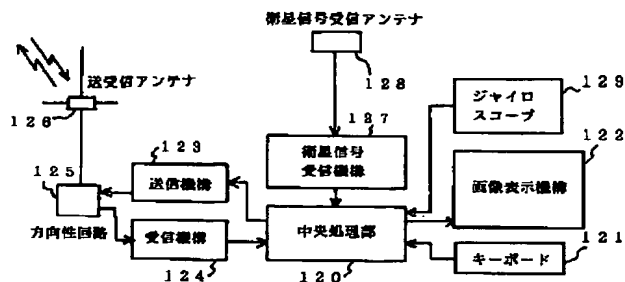 衛星信号受信アンテナ
128
送受信アンテナ
126
ジャイロ
スコープ
129
127
衛星信号
受信機構
123
送信機構
122
画像表示機構
125
方向性回路
受信機構
124
中央処理部
120
キーボード
121